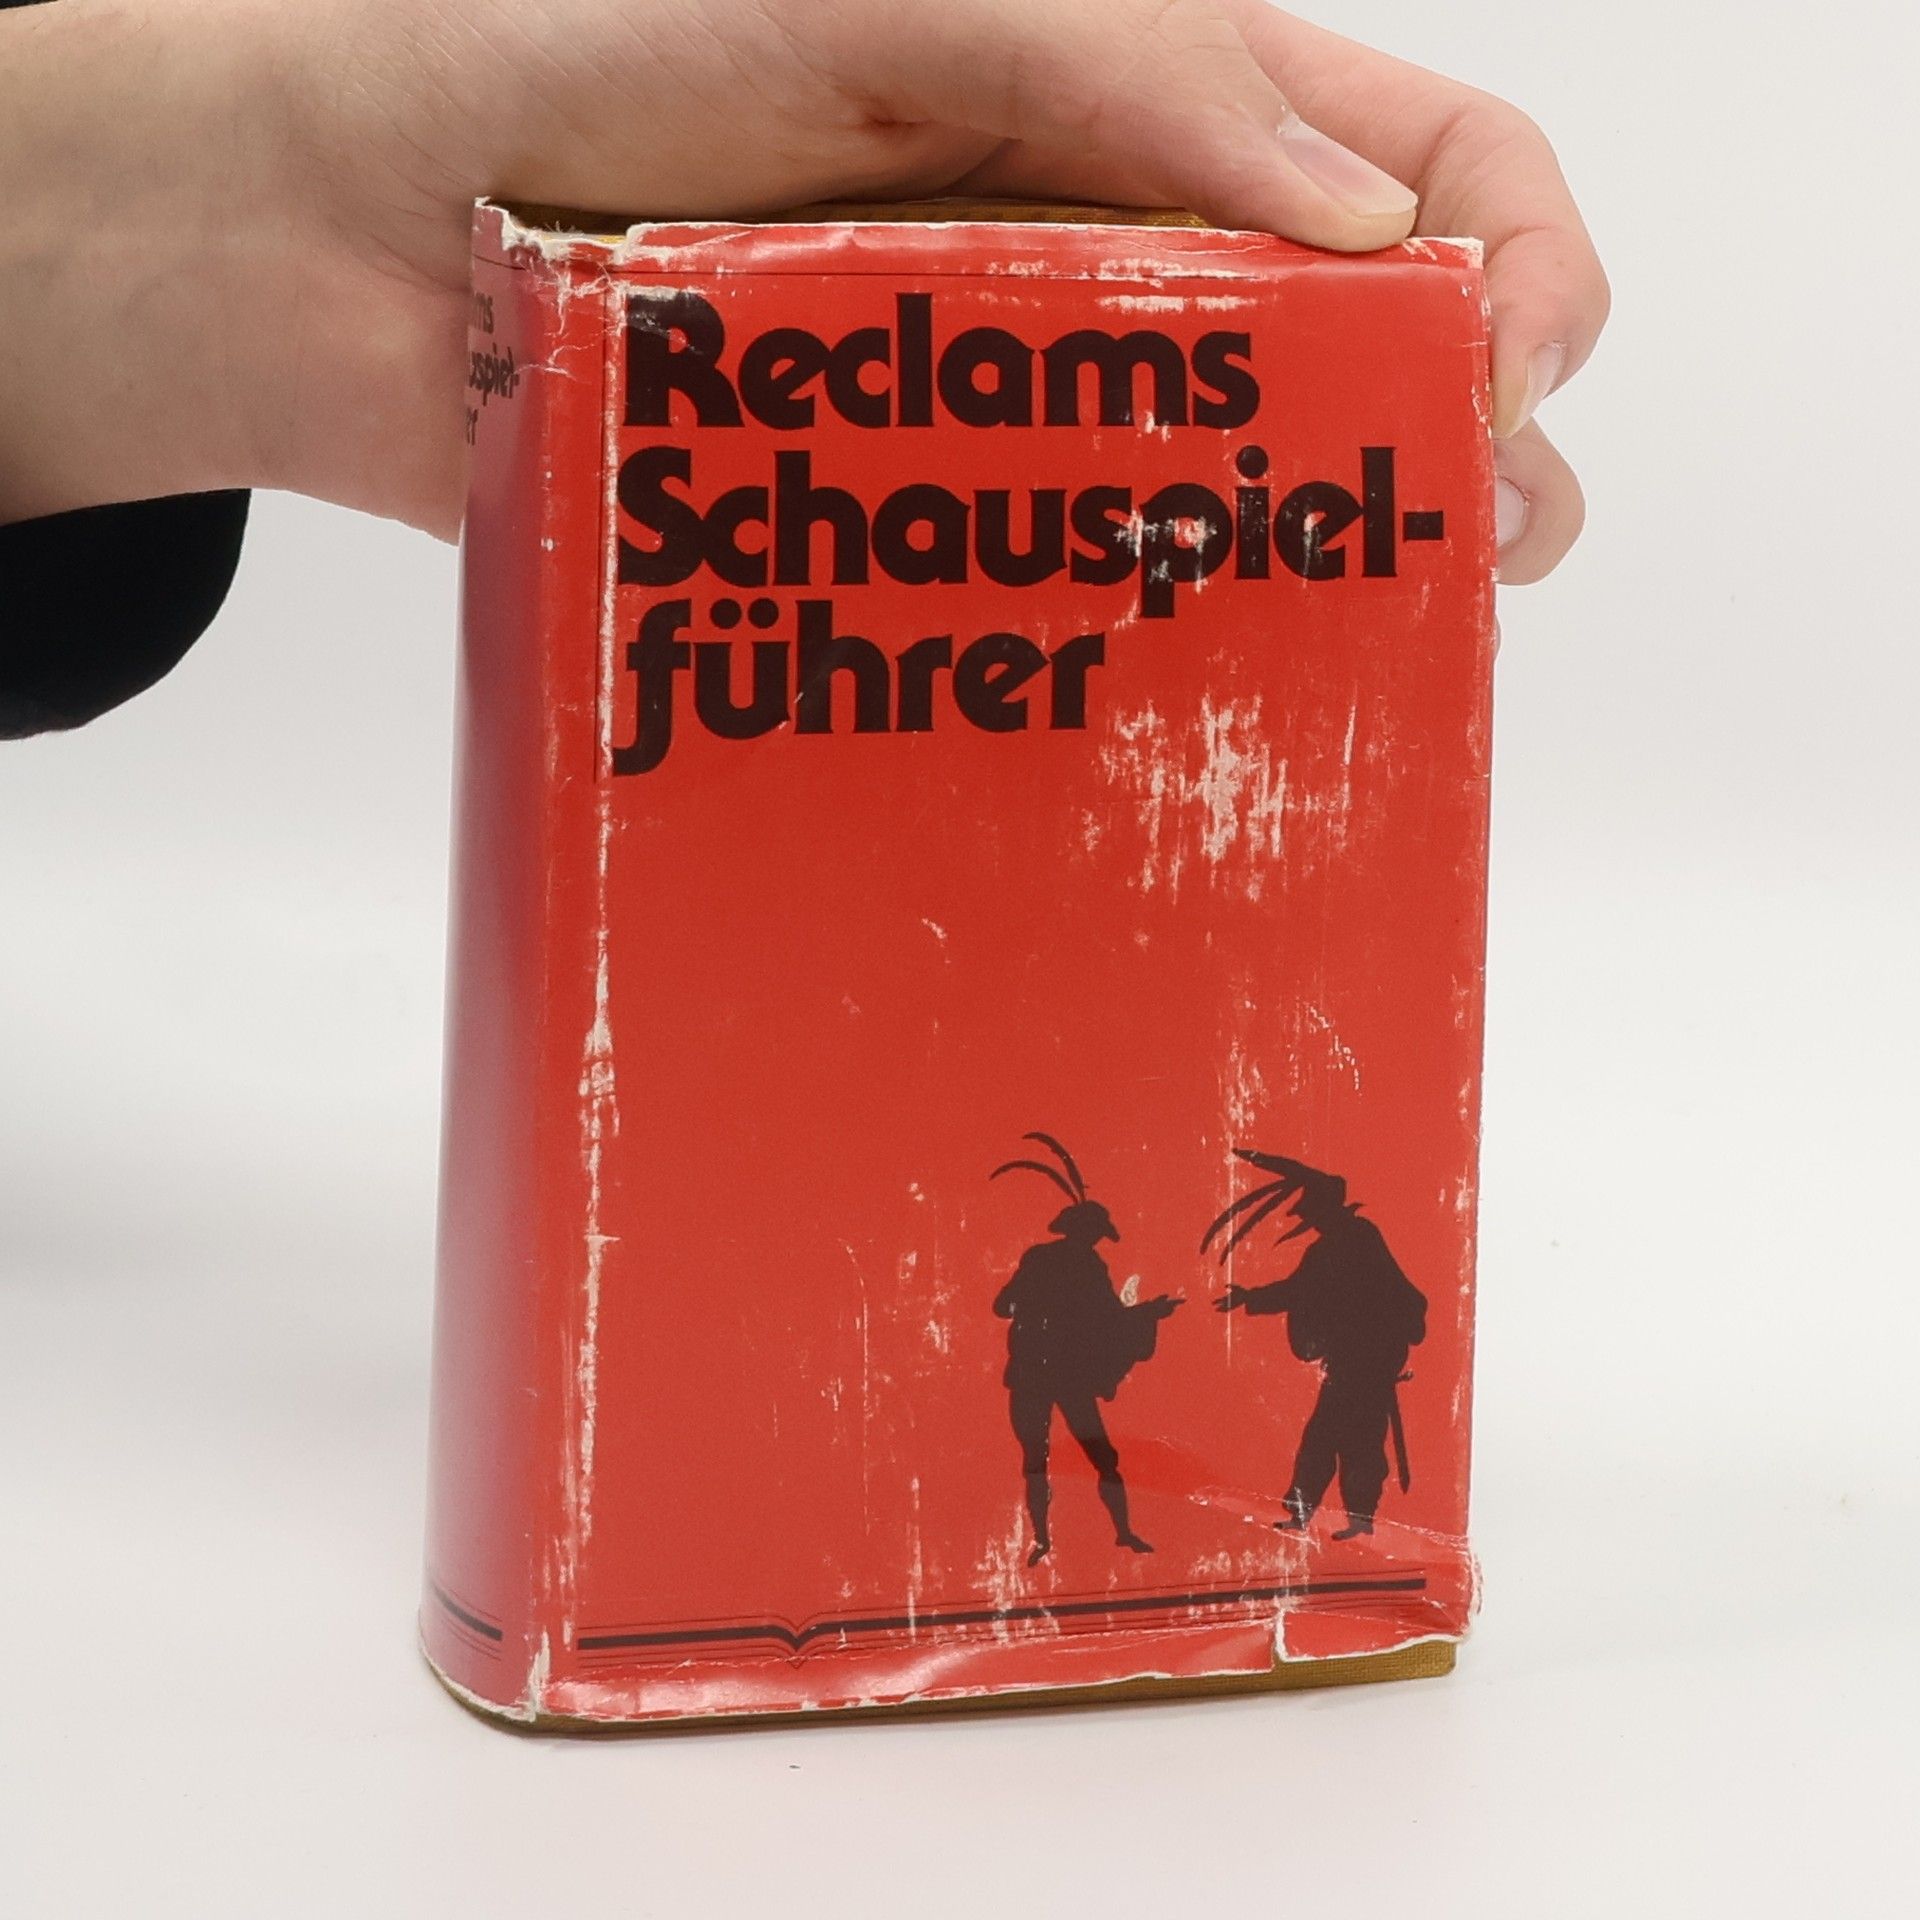 Reclams
Schauspiel-
führer